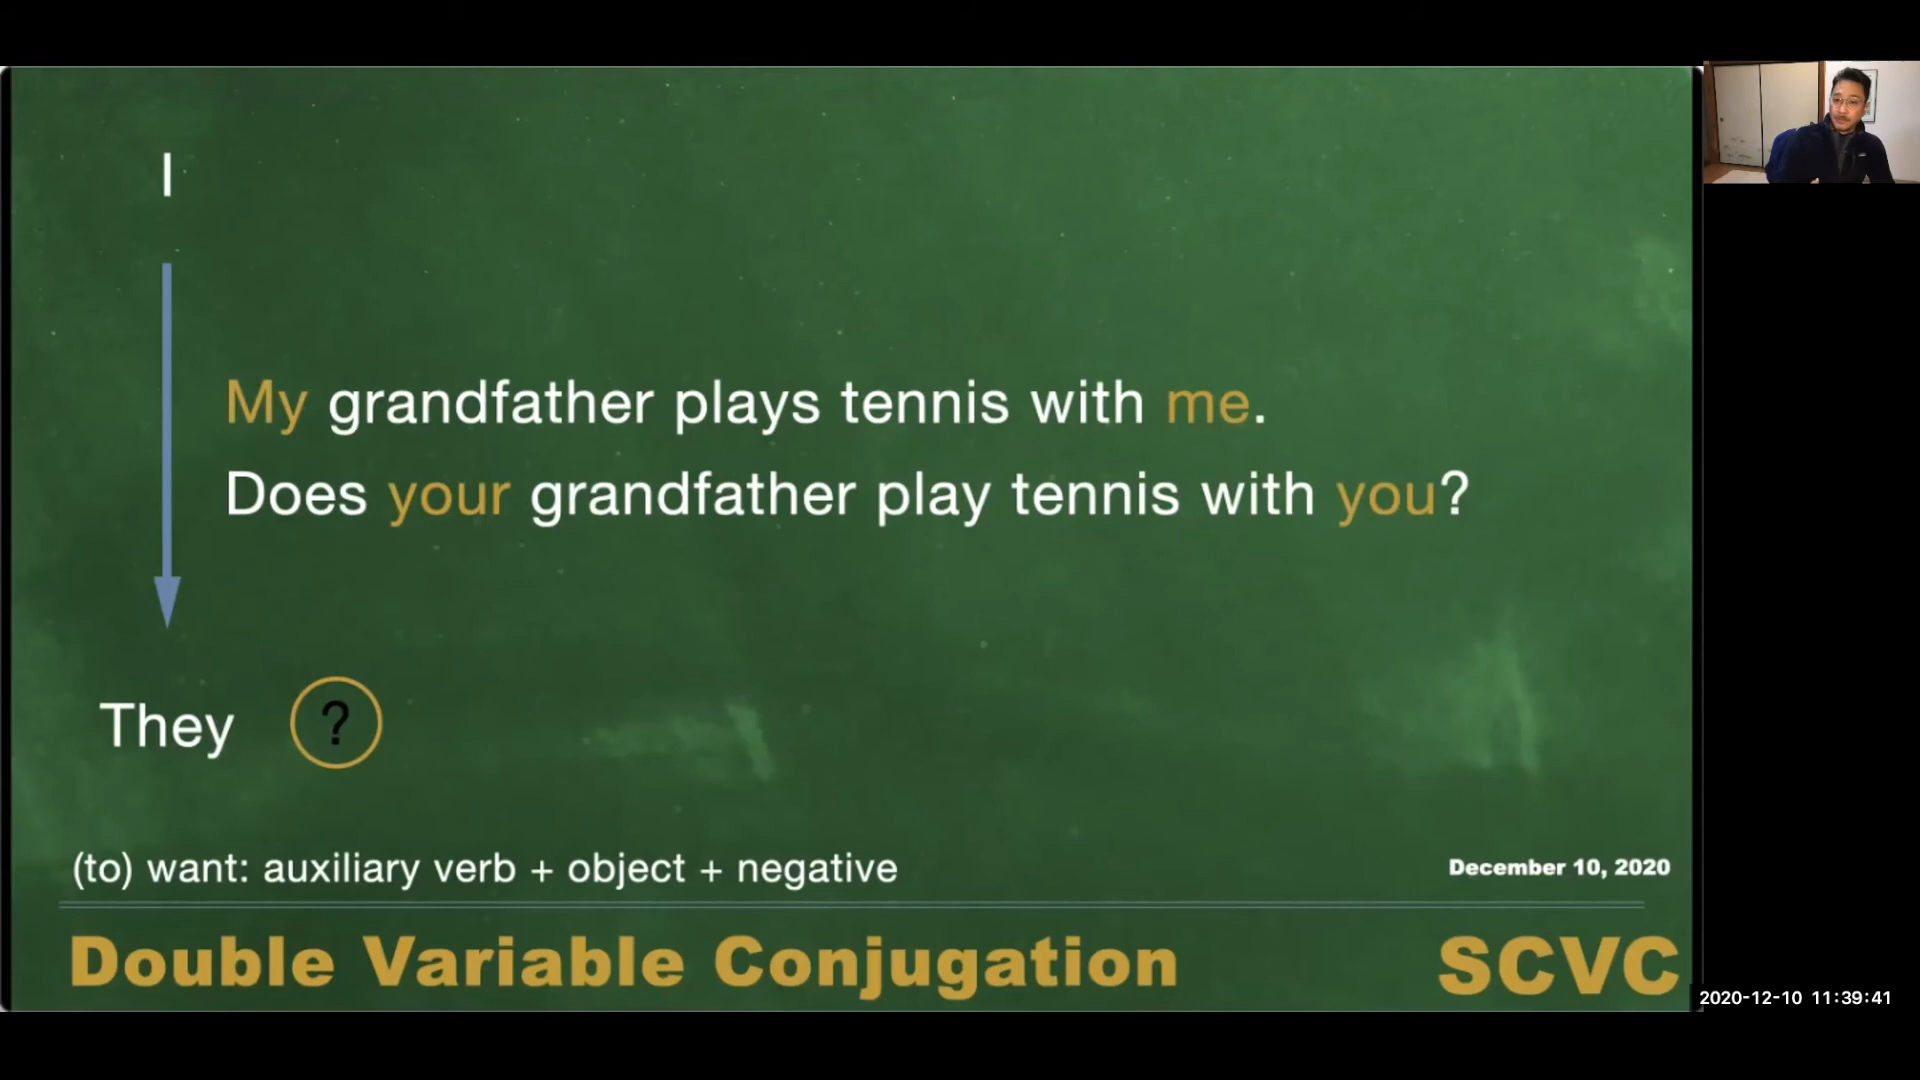 I
My grandfather plays tennis with me.
Does your grandfather play tennis with you?
They ?
(to) want: auxiliary verb + object + negative
December 10, 2020
Double Variable Conjugation
SCVC
2020-12-10 11:39:41